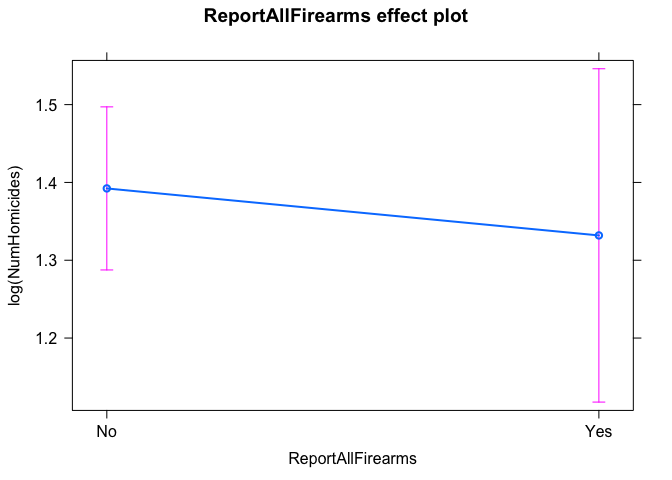 ReportAllFirearms effect plot
log(NumHomicides)
1.5
1.4
1.3
1.2
No
Yes
ReportAllFirearms